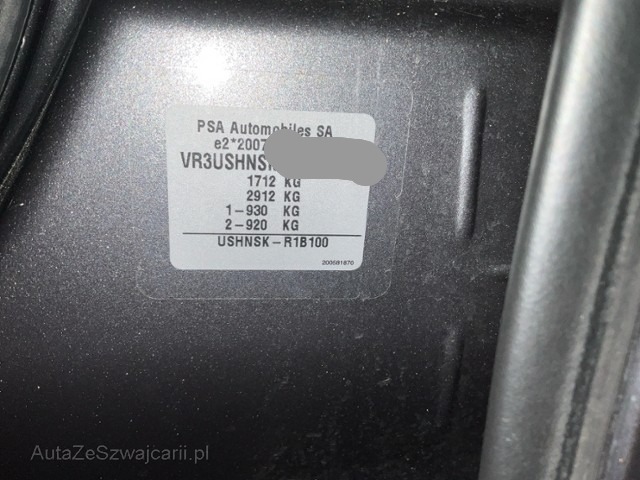 PSA Automobiles SA
e2*2007
VR3USHNSK
1712 KG
2912 KG
1-930 KG
2-920 KG
USHNSK-R1B100
200681870
AutaZeSzwajcarii.pl